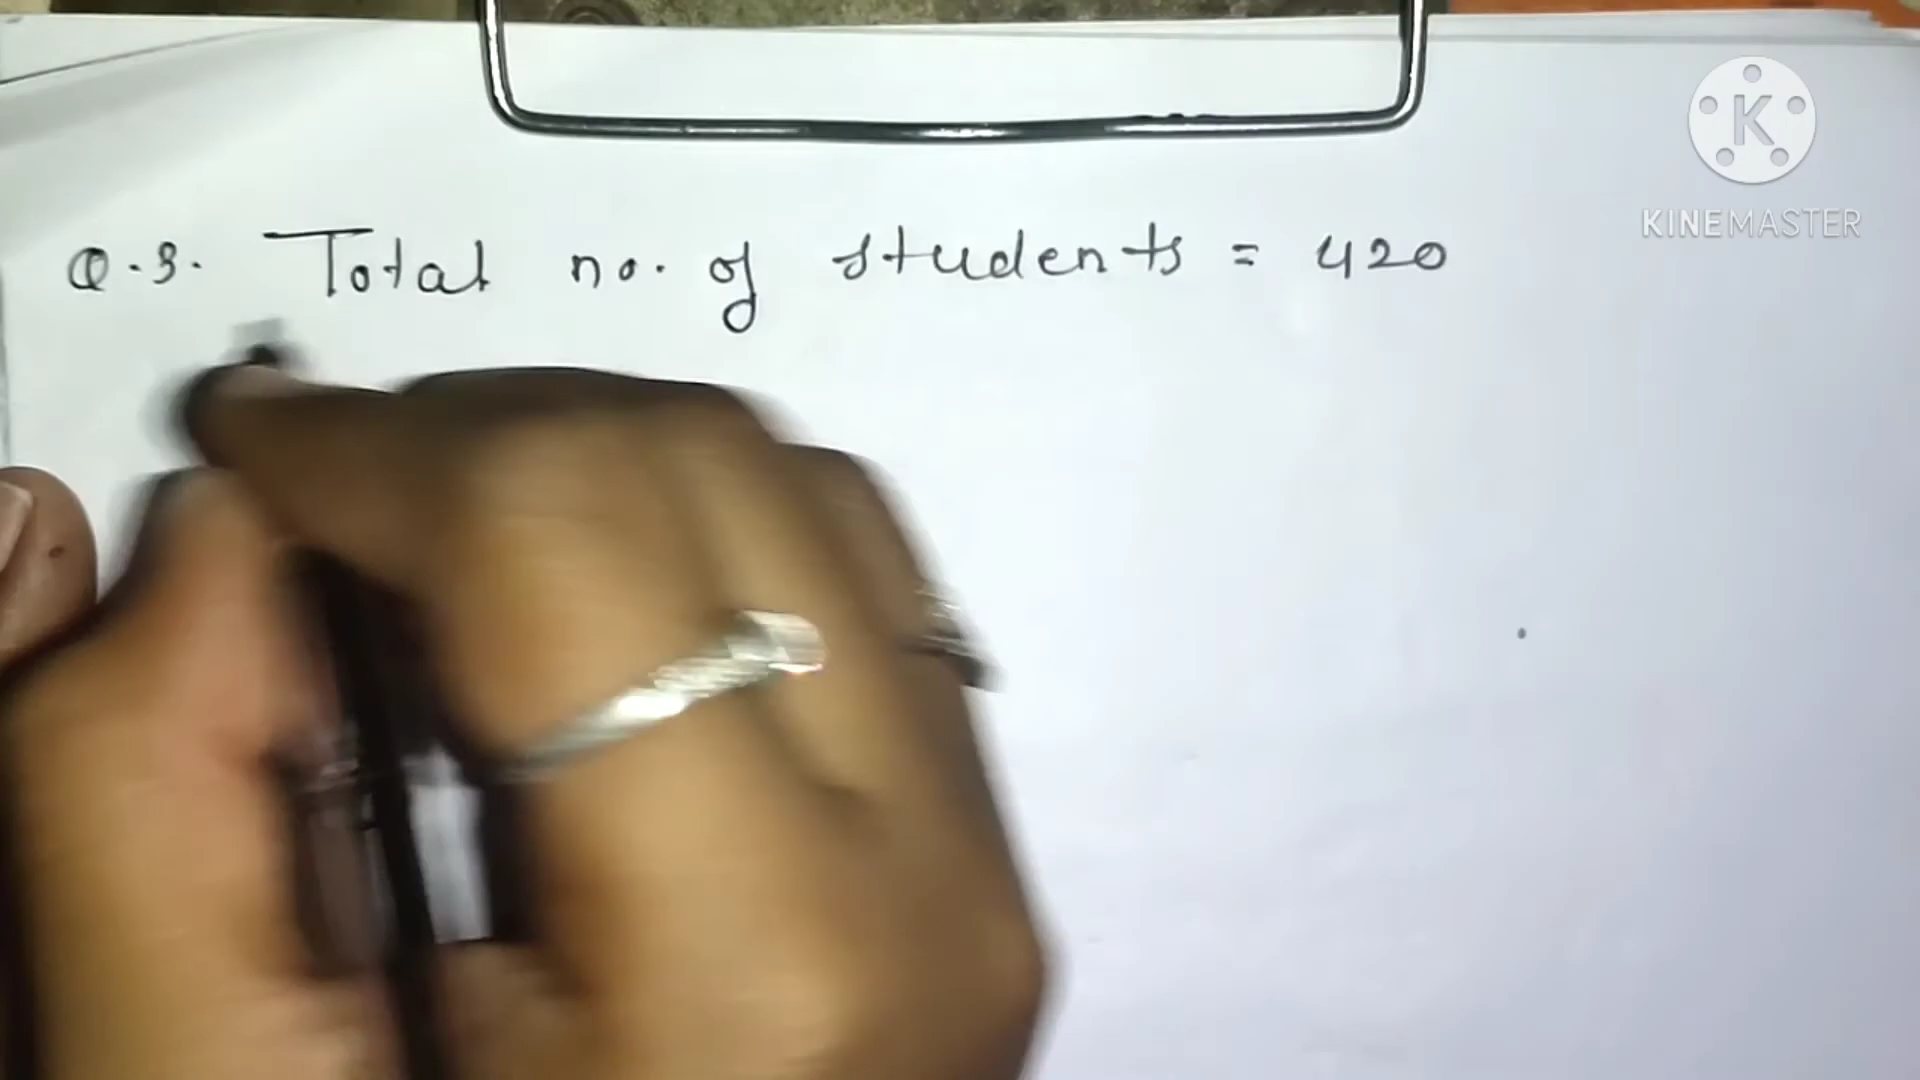 Q.3. Total no. of students = 420
K
KINEMASTER